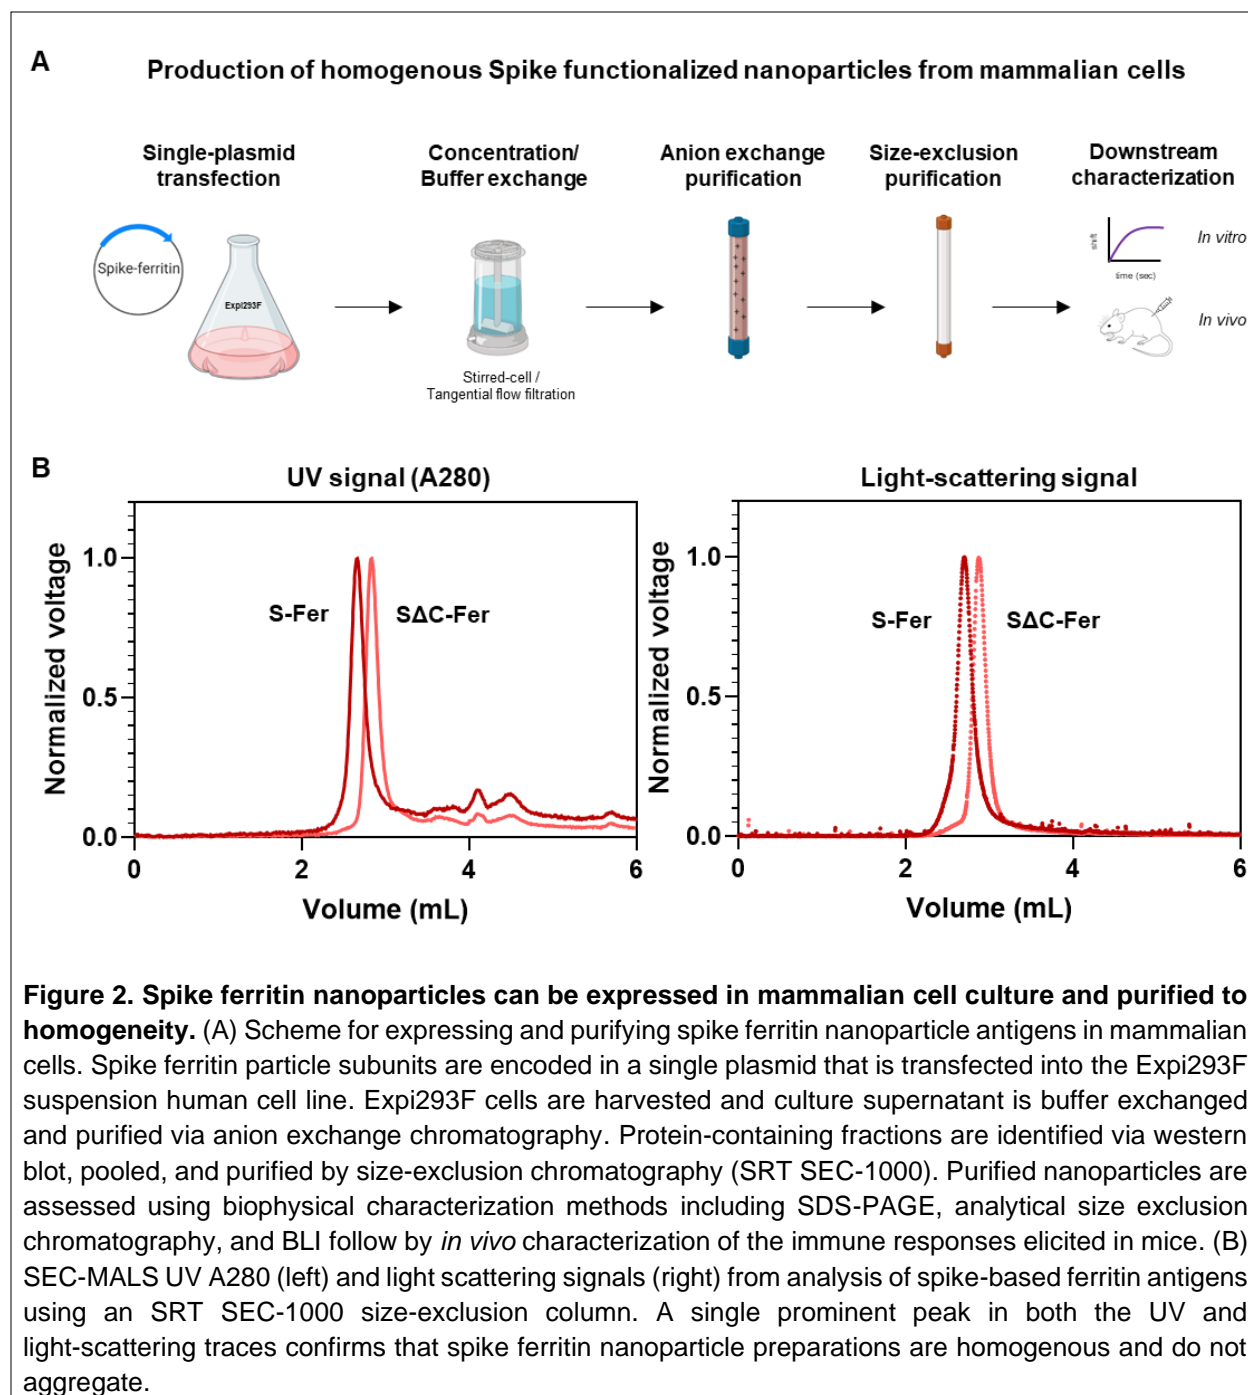 A
Production of homogenous Spike functionalized nanoparticles from mammalian cells
Single-plasmid
transfection
Concentration/
Buffer exchange
Anion exchange
purification
Size-exclusion
purification
Downstream
characterization
Spike-ferritin
Expi293F
Stirred-cell /
Tangential flow filtration
shift
time (sec)
In vitro
In vivo
B
UV signal (A280)
Normalized voltage
1.0
0.5
0.0
S-Fer
SΔC-Fer
0
2
4
6
Volume (mL)
Light-scattering signal
Normalized voltage
1.0
0.5
0.0
S-Fer
SΔC-Fer
0
2
4
6
Volume (mL)
Figure 2. Spike ferritin nanoparticles can be expressed in mammalian cell culture and purified to
homogeneity. (A) Scheme for expressing and purifying spike ferritin nanoparticle antigens in mammalian
cells. Spike ferritin particle subunits are encoded in a single plasmid that is transfected into the Expi293F
suspension human cell line. Expi293F cells are harvested and culture supernatant is buffer exchanged
and purified via anion exchange chromatography. Protein-containing fractions are identified via western
blot, pooled, and purified by size-exclusion chromatography (SRT SEC-1000). Purified nanoparticles are
assessed using biophysical characterization methods including SDS-PAGE, analytical size exclusion
chromatography, and BLI follow by in vivo characterization of the immune responses elicited in mice. (B)
SEC-MALS UV A280 (left) and light scattering signals (right) from analysis of spike-based ferritin antigens
using an SRT SEC-1000 size-exclusion column. A single prominent peak in both the UV and
light-scattering traces confirms that spike ferritin nanoparticle preparations are homogenous and do not
aggregate.